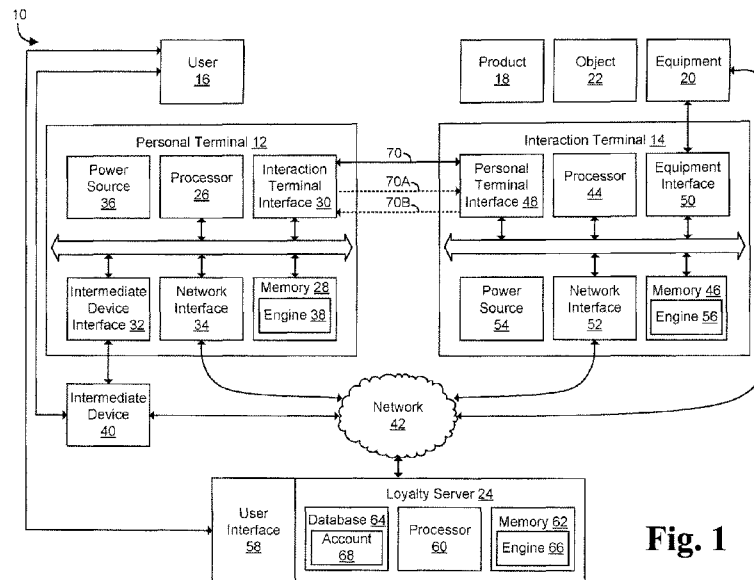 10
User
16
Product
18
Object
22
Equipment
20
Personal Terminal 12
Interaction Terminal 14
Power
Source
36
Processor
26
Interaction
Terminal
Interface 30
70
70A
70B
Personal
Terminal
Interface 48
Processor
44
Equipment
Interface
50
Intermediate
Device
Interface 32
Network
Interface
34
Memory 28
Engine 38
Power
Source
54
Network
Interface
52
Memory 46
Engine 56
Intermediate
Device
40
Network
42
User
Interface
58
Loyalty Server 24
Database 64
Account
68
Processor
60
Memory 62
Engine
66
Fig. 1